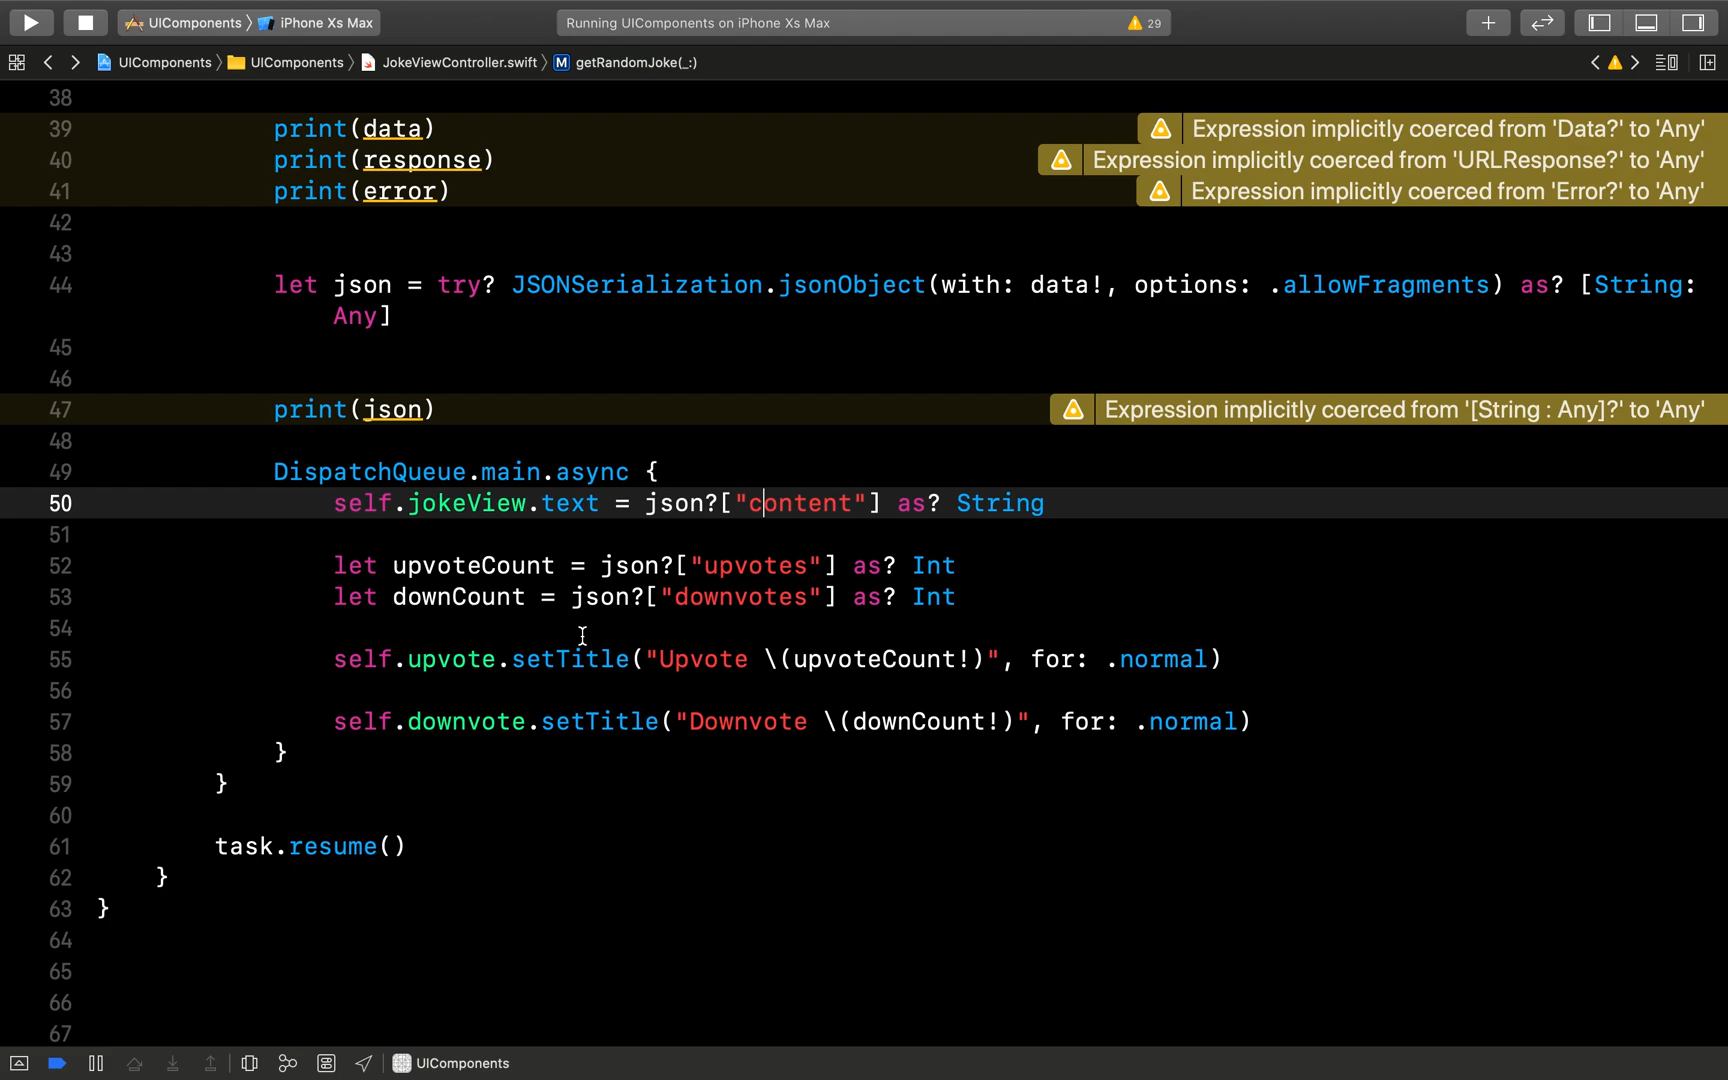 UIComponents 〉 iPhone Xs Max
Running UIComponents on iPhone Xs Max
29
UIComponents 〉 UIComponents 〉 JokeViewController.swift 〉 M getRandomJoke(_:)
38
39 print(data) Expression implicitly coerced from 'Data?' to 'Any'
40 print(response) Expression implicitly coerced from 'URLResponse?' to 'Any'
41 print(error) Expression implicitly coerced from 'Error?' to 'Any'
42
43
44 let json = try? JSONSerialization.jsonObject(with: data!, options: .allowFragments) as? [String:
Any]
45
46
47 print(json) Expression implicitly coerced from '[String : Any]?' to 'Any'
48
49 DispatchQueue.main.async {
50 self.jokeView.text = json?["content"] as? String
51
52 let upvoteCount = json?["upvotes"] as? Int
53 let downCount = json?["downvotes"] as? Int
54
55 self.upvote.setTitle("Upvote \(upvoteCount!)", for: .normal)
56
57 self.downvote.setTitle("Downvote \(downCount!)", for: .normal)
58 }
59 }
60
61 task.resume()
62 }
63 }
64
65
66
67
UIComponents